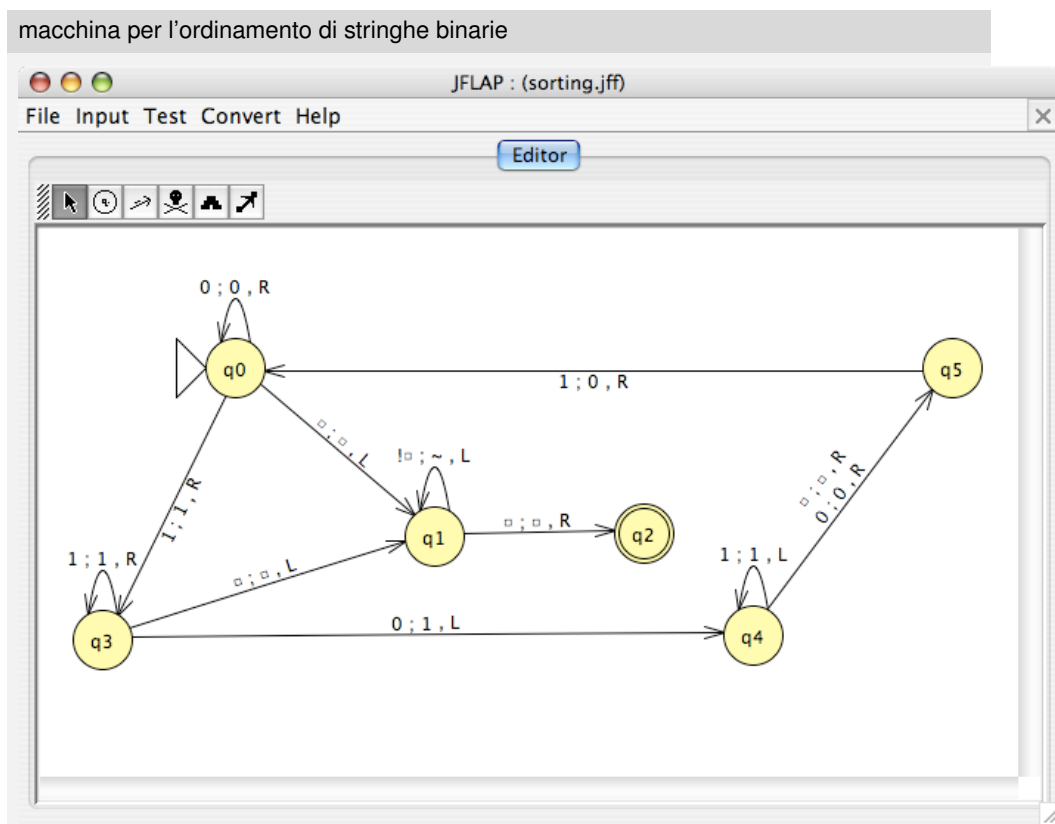 macchina per l'ordinamento di stringhe binarie
JFLAP : (sorting.jff)
File Input Test Convert Help
Editor
0 ; 0 , R
q0
q5
1 ; 0 , R
□ ; □ , L
!□ ; ~ , L
□ ; □ , R
0 ; 0 , R
1 ; 1 , R
q1
□ ; □ , R
q2
1 ; 1 , R
□ ; □ , L
1 ; 1 , L
q3
0 ; 1 , L
q4